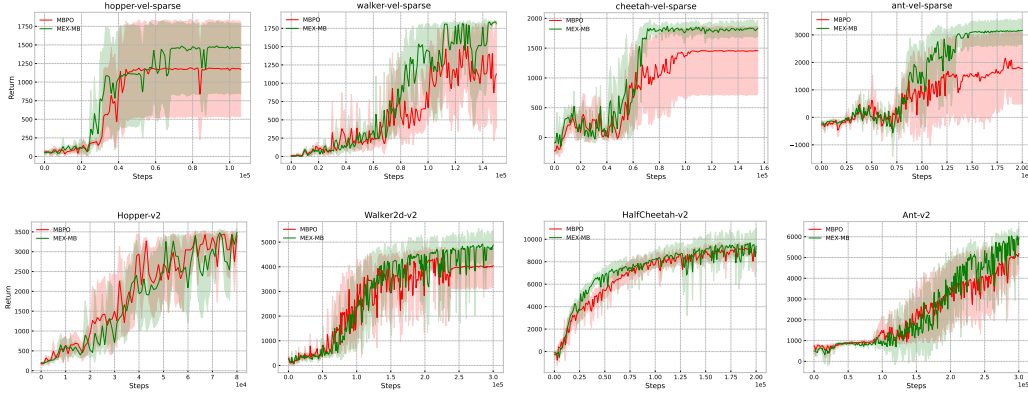 hopper-vel-sparse
MBPO
MEX-MB
1750
1500
1250
1000
750
500
250
0
Return
0.0 0.2 0.4 0.6 0.8 1.0
Steps
1e5
walker-vel-sparse
MBPO
MEX-MB
1750
1500
1250
1000
750
500
250
0
0.0 0.2 0.4 0.6 0.8 1.0 1.2 1.4
Steps
1e5
cheetah-vel-sparse
MBPO
MEX-MB
2000
1500
1000
500
0
-500
0.0 0.2 0.4 0.6 0.8 1.0 1.2 1.4 1.6
Steps
1e5
ant-vel-sparse
MBPO
MEX-MB
3000
2000
1000
0
−1000
0.00 0.25 0.50 0.75 1.00 1.25 1.50 1.75 2.00
Steps
1e5
Hopper-v2
MBPO
MEX-MB
3500
3000
2500
2000
1500
1000
500
0
Return
0 1 2 3 4 5 6 7 8
Steps
1e4
Walker2d-v2
MBPO
MEX-MB
5000
4000
3000
2000
1000
0
0.0 0.5 1.0 1.5 2.0 2.5 3.0
Steps
1e5
HalfCheetah-v2
MBPO
MEX-MB
10000
8000
6000
4000
2000
0
0.00 0.25 0.50 0.75 1.00 1.25 1.50 1.75 2.00
Steps
1e5
Ant-v2
MBPO
MEX-MB
6000
5000
4000
3000
2000
1000
0
0.0 0.5 1.0 1.5 2.0 2.5 3.0
Steps
1e5